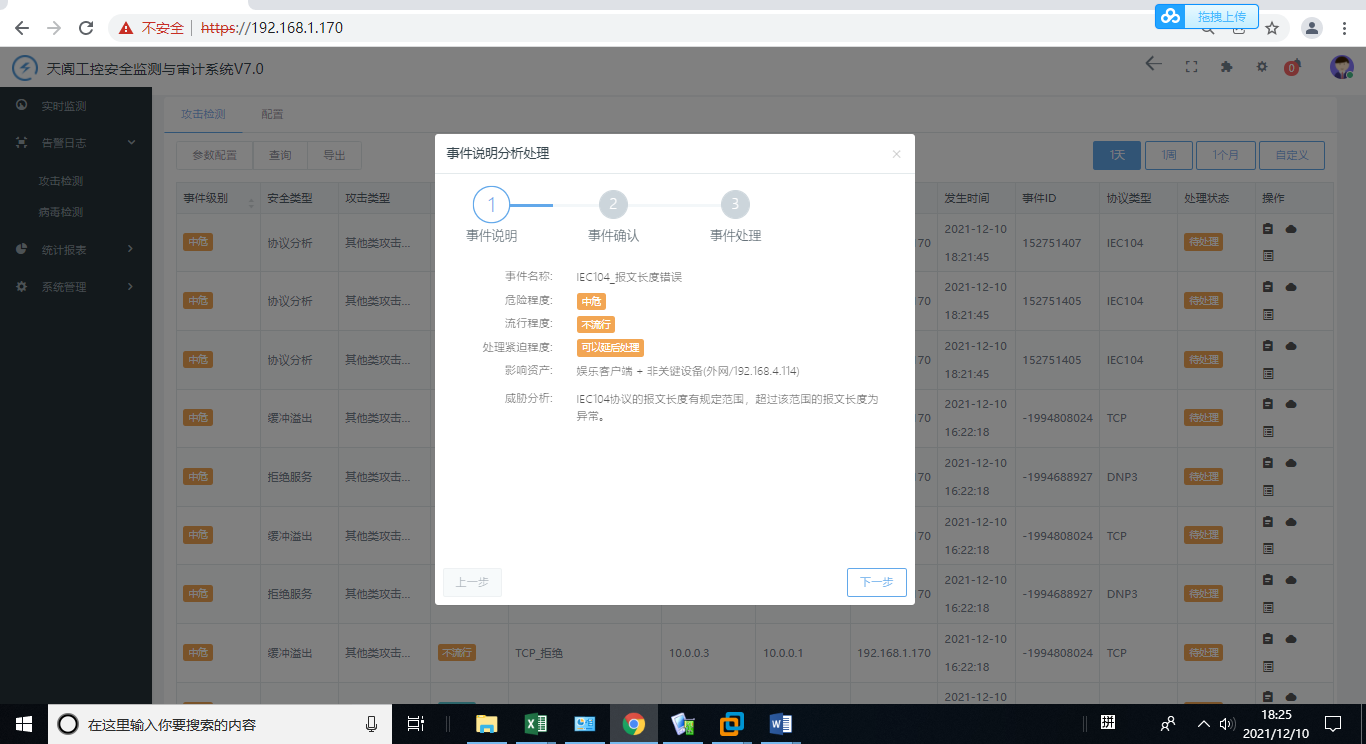 拖拽上传
不安全 https://192.168.1.170
天阗工控安全监测与审计系统V7.0
0
实时监测
告警日志
攻击检测
病毒检测
统计报表
系统管理
攻击检测 配置
参数配置 查询 导出
1天 1周 1个月 自定义
事件级别 安全类型 攻击类型 发生时间 事件ID 协议类型 处理状态 操作
中危 协议分析 其他类攻击... 70 2021-12-10 18:21:45 152751407 IEC104 待处理
中危 协议分析 其他类攻击... 70 2021-12-10 18:21:45 152751405 IEC104 待处理
中危 协议分析 其他类攻击... 70 2021-12-10 18:21:45 152751405 IEC104 待处理
中危 缓冲溢出 其他类攻击... 70 2021-12-10 16:22:18 -1994808024 TCP 待处理
中危 拒绝服务 其他类攻击... 70 2021-12-10 16:22:18 -1994688927 DNP3 待处理
中危 缓冲溢出 其他类攻击... 70 2021-12-10 16:22:18 -1994808024 TCP 待处理
中危 拒绝服务 其他类攻击... 70 2021-12-10 16:22:18 -1994688927 DNP3 待处理
中危 缓冲溢出 其他类攻击... 不流行 TCP_拒绝 10.0.0.3 10.0.0.1 192.168.1.170 2021-12-10 16:22:18 -1994808024 TCP 待处理
2021-12-10
事件说明分析处理 ×
1 2 3
事件说明 事件确认 事件处理
事件名称: IEC104_报文长度错误
危险程度: 中危
流行程度: 不流行
处理紧迫程度: 可以延后处理
影响资产: 娱乐客户端 + 非关键设备(外网/192.168.4.114)
威胁分析: IEC104协议的报文长度有规定范围，超过该范围的报文长度为
异常。
上一步 下一步
在这里输入你要搜索的内容
拼
18:25
2021/12/10